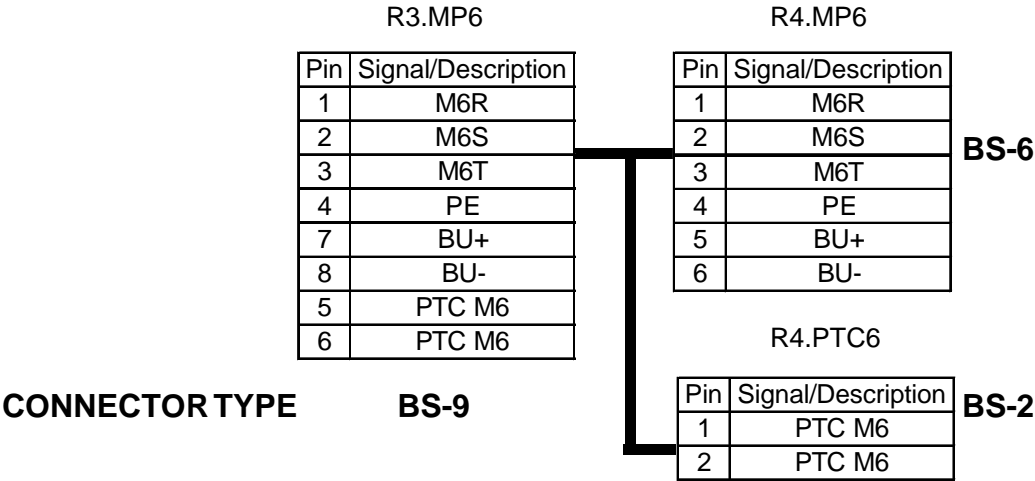 R3.MP6
Pin Signal/Description
1 M6R
2 M6S
3 M6T
4 PE
7 BU+
8 BU-
5 PTC M6
6 PTC M6
R4.MP6
Pin Signal/Description
1 M6R
2 M6S
3 M6T
4 PE
5 BU+
6 BU-
BS-6
R4.PTC6
Pin Signal/Description
1 PTC M6
2 PTC M6
BS-2
CONNECTOR TYPE BS-9